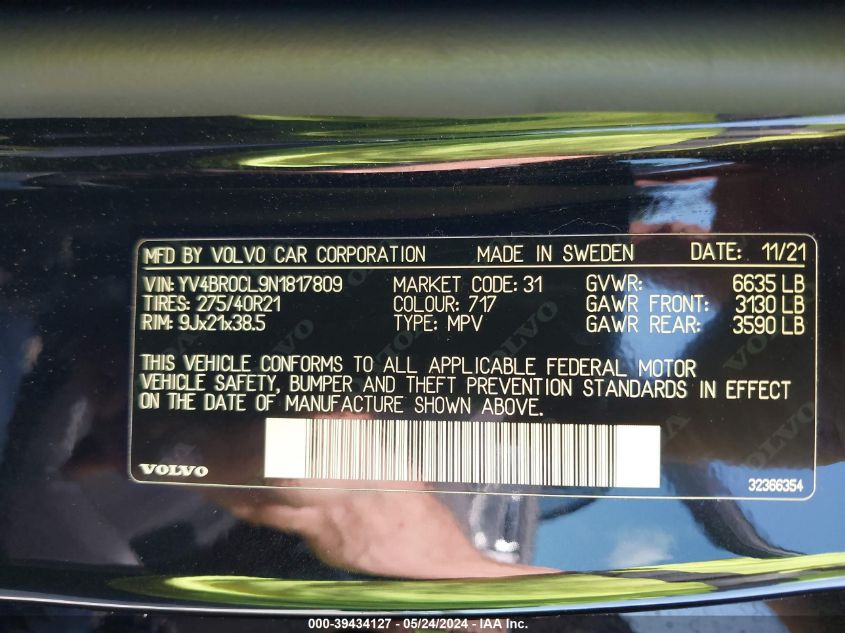 MFD BY VOLVO CAR CORPORATION MADE IN SWEDEN DATE: 11/21
VIN: YV4BR0CL9N1817809 MARKET CODE: 31 GVWR: 6635 LB
TIRES: 275/40R21 COLOUR: 717 GAWR FRONT: 3130 LB
RIM: 9Jx21x38.5 TYPE: MPV GAWR REAR: 3590 LB
THIS VEHICLE CONFORMS TO ALL APPLICABLE FEDERAL MOTOR
VEHICLE SAFETY, BUMPER AND THEFT PREVENTION STANDARDS IN EFFECT
ON THE DATE OF MANUFACTURE SHOWN ABOVE.
VOLVO
32366354
000-39434127 - 05/24/2024 - IAA Inc.